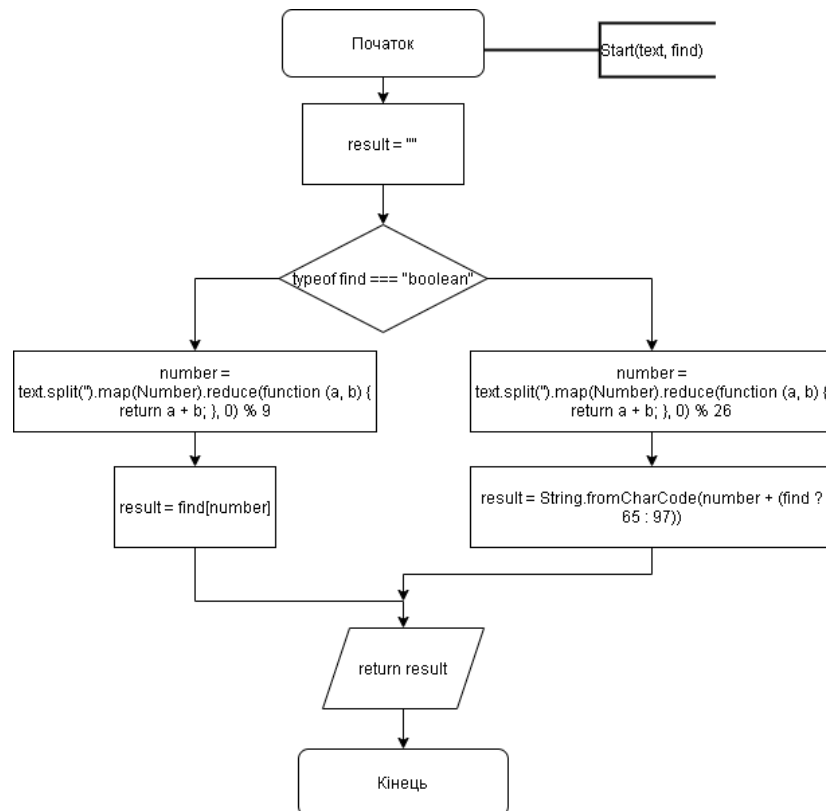 Початок
Start(text, find)
result = ""
typeof find === "boolean"
number =
text.split('').map(Number).reduce(function (a, b) {
return a + b; }, 0) % 9
number =
text.split('').map(Number).reduce(function (a, b) {
return a + b; }, 0) % 26
result = find[number]
result = String.fromCharCode(number + (find ?
65 : 97))
return result
Кінець